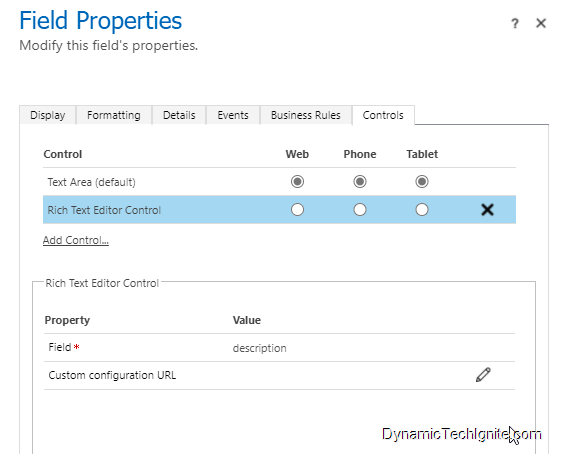 Field Properties
? ×
Modify this field's properties.
Display Formatting Details Events Business Rules Controls
Control Web Phone Tablet
Text Area (default)
Rich Text Editor Control
Add Control...
Rich Text Editor Control
Property Value
Field * description
Custom configuration URL
DynamicTechIgnite.com